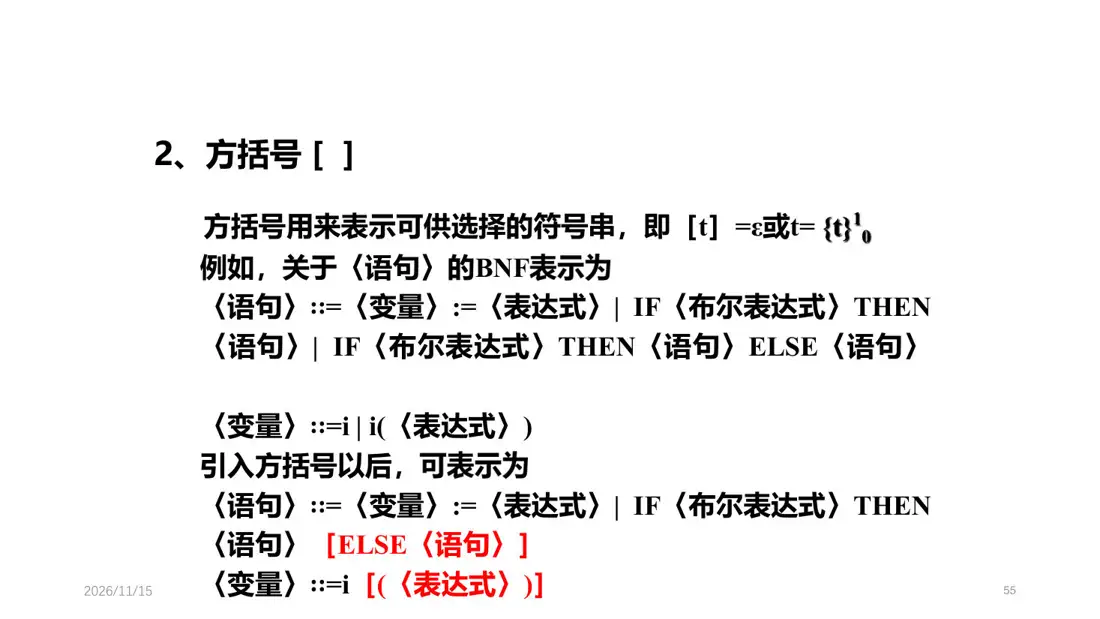 2、方括号 [  ]
方括号用来表示可供选择的符号串，即［t］=ε或t= {t}¹₀
例如，关于〈语句〉的BNF表示为
〈语句〉::=〈变量〉:=〈表达式〉| IF〈布尔表达式〉THEN
〈语句〉| IF〈布尔表达式〉THEN〈语句〉ELSE〈语句〉
〈变量〉::=i | i(〈表达式〉)
引入方括号以后，可表示为
〈语句〉::=〈变量〉:=〈表达式〉| IF〈布尔表达式〉THEN
〈语句〉［ELSE〈语句〉］
〈变量〉::=i［(〈表达式〉)］
2026/11/15
55